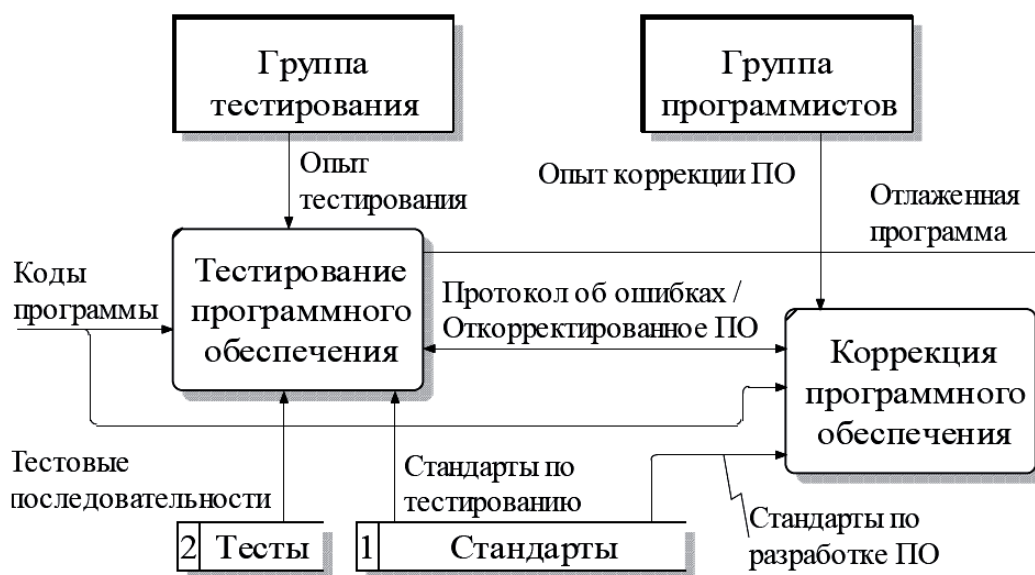 Группа
тестирования
Группа
программистов
Опыт
тестирования
Опыт коррекции ПО
Отлаженная
программа
Коды
программы
Тестирование
программного
обеспечения
Протокол об ошибках /
Откорректированное ПО
Коррекция
программного
обеспечения
Тестовые
последовательности
Стандарты по
тестированию
Стандарты по
разработке ПО
2 Тесты
1 Стандарты